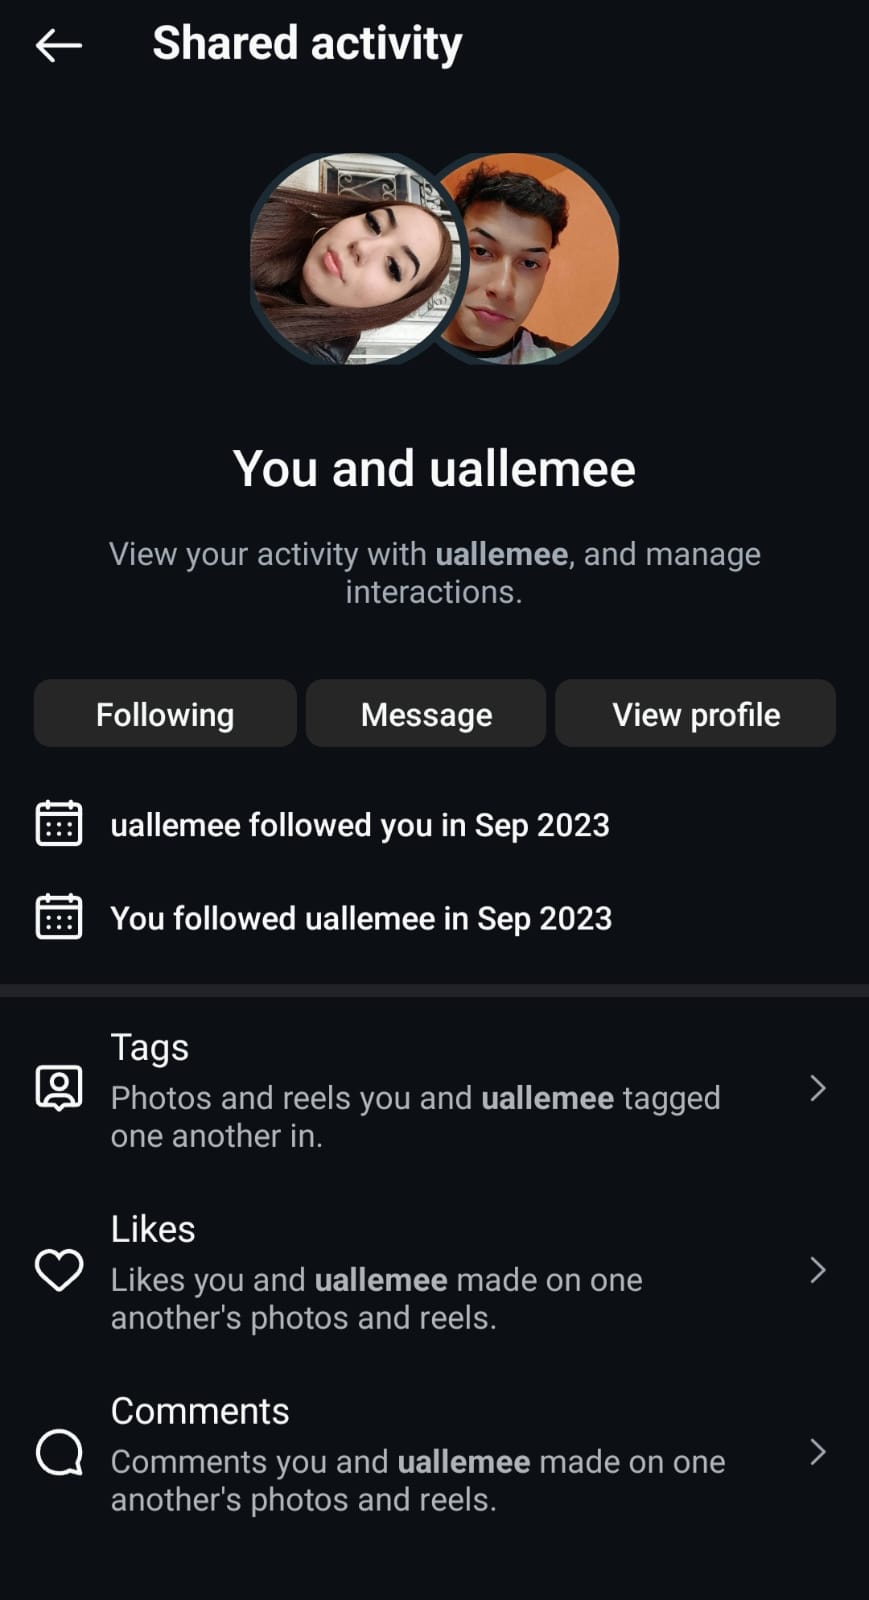 Shared activity
You and uallemee
View your activity with uallemee, and manage
interactions.
Following
Message
View profile
uallemee followed you in Sep 2023
You followed uallemee in Sep 2023
Tags
Photos and reels you and uallemee tagged
one another in.
Likes
Likes you and uallemee made on one
another's photos and reels.
Comments
Comments you and uallemee made on one
another's photos and reels.